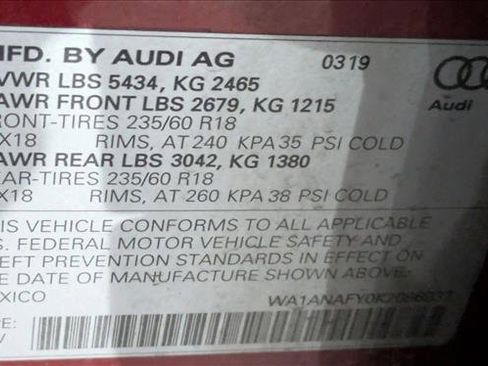 MFD. BY AUDI AG 0319
GVWR LBS 5434, KG 2465
GAWR FRONT LBS 2679, KG 1215
FRONT-TIRES 235/60 R18
X18 RIMS, AT 240 KPA 35 PSI COLD
GAWR REAR LBS 3042, KG 1380
REAR-TIRES 235/60 R18
X18 RIMS, AT 260 KPA 38 PSI COLD
THIS VEHICLE CONFORMS TO ALL APPLICABLE
U.S. FEDERAL MOTOR VEHICLE SAFETY AND
THEFT PREVENTION STANDARDS IN EFFECT ON
THE DATE OF MANUFACTURE SHOWN ABOVE.
MEXICO
Audi